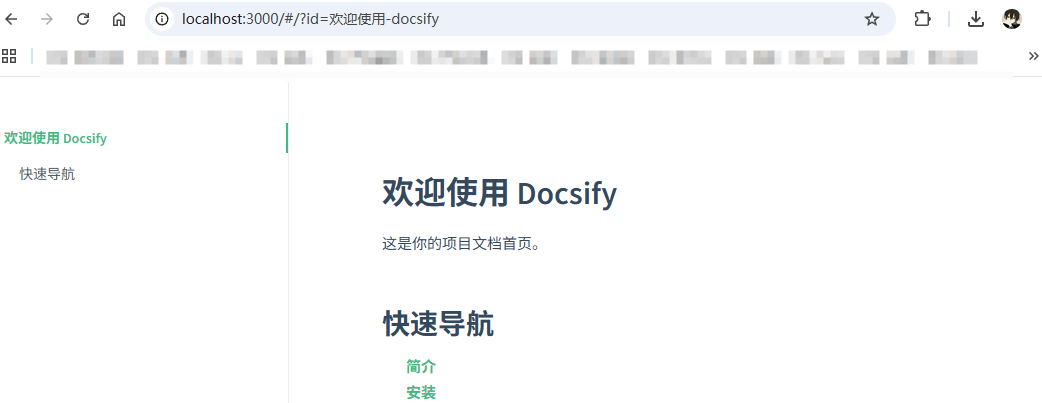 localhost:3000/#/?id=欢迎使用-docsify
欢迎使用 Docsify
快速导航
欢迎使用 Docsify
这是你的项目文档首页。
快速导航
简介
安装